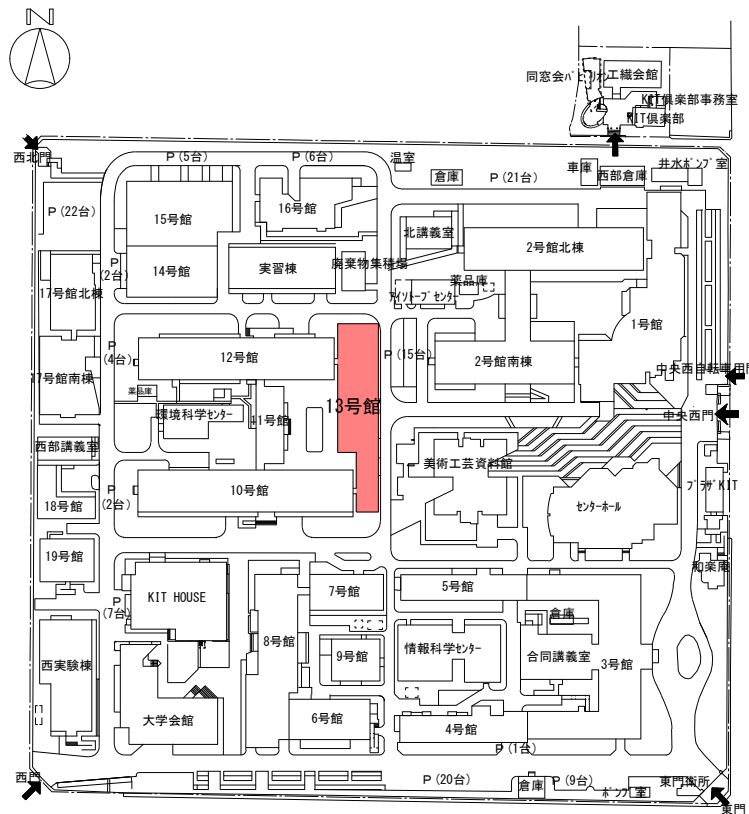 N
同窓会パビリオン
工繊会館
KIT倶楽部事務室
KIT倶楽部
西北門
P (5台)
P (6台)
温室
倉庫
P (21台)
車庫
西部倉庫
井水ポンプ室
P (22台)
15号館
16号館
北講義室
2号館北棟
14号館
実習棟
廃棄物集積場
P
(2台)
17号館北棟
薬品庫
アイソトープセンター
1号館
P
(4台)
12号館
P
(15台)
2号館南棟
中央西自転車用門
17号館南棟
薬品庫
環境科学センター
11号館
13号館
中央西門
西部講義室
美術工芸資料館
10号館
P
(2台)
18号館
センターホール
プラザKIT
19号館
和楽庵
KIT HOUSE
7号館
5号館
P
(7台)
倉庫
8号館
9号館
情報科学センター
合同講義室
3号館
西実験棟
大学会館
6号館
4号館
P (1台)
西門
P (20台)
倉庫
P (9台)
ポンプ室
東門衛所
東門